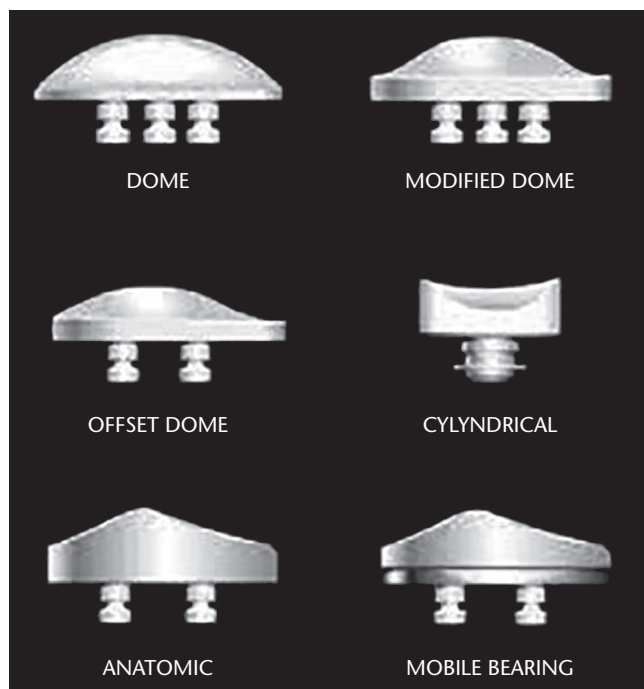 DOME
MODIFIED DOME
OFFSET DOME
CYLYNDRICAL
ANATOMIC
MOBILE BEARING